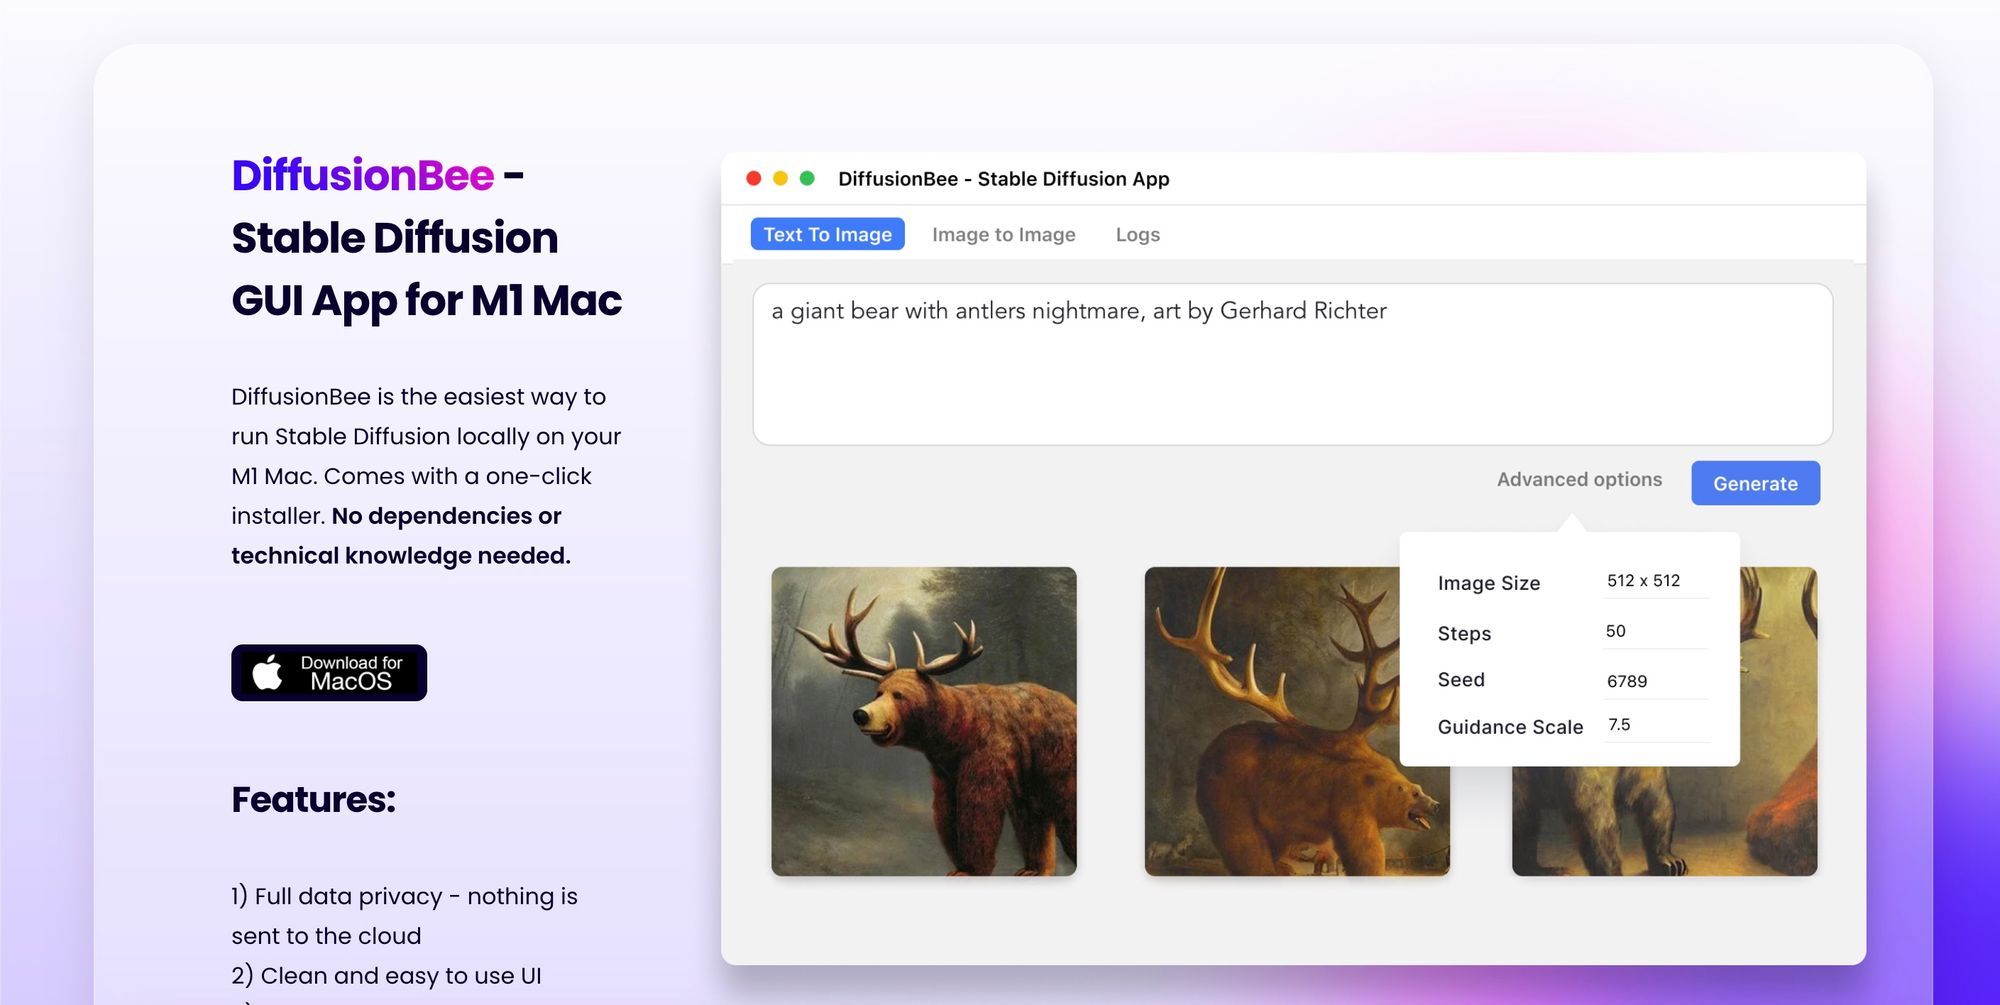 DiffusionBee -
Stable Diffusion
GUI App for M1 Mac
DiffusionBee is the easiest way to
run Stable Diffusion locally on your
M1 Mac. Comes with a one-click
installer. No dependencies or
technical knowledge needed.
Download for
MacOS
Features:
1) Full data privacy - nothing is
sent to the cloud
2) Clean and easy to use UI
DiffusionBee - Stable Diffusion App
Text To Image Image to Image Logs
a giant bear with antlers nightmare, art by Gerhard Richter
Advanced options Generate
Image Size 512 x 512
Steps 50
Seed 6789
Guidance Scale 7.5